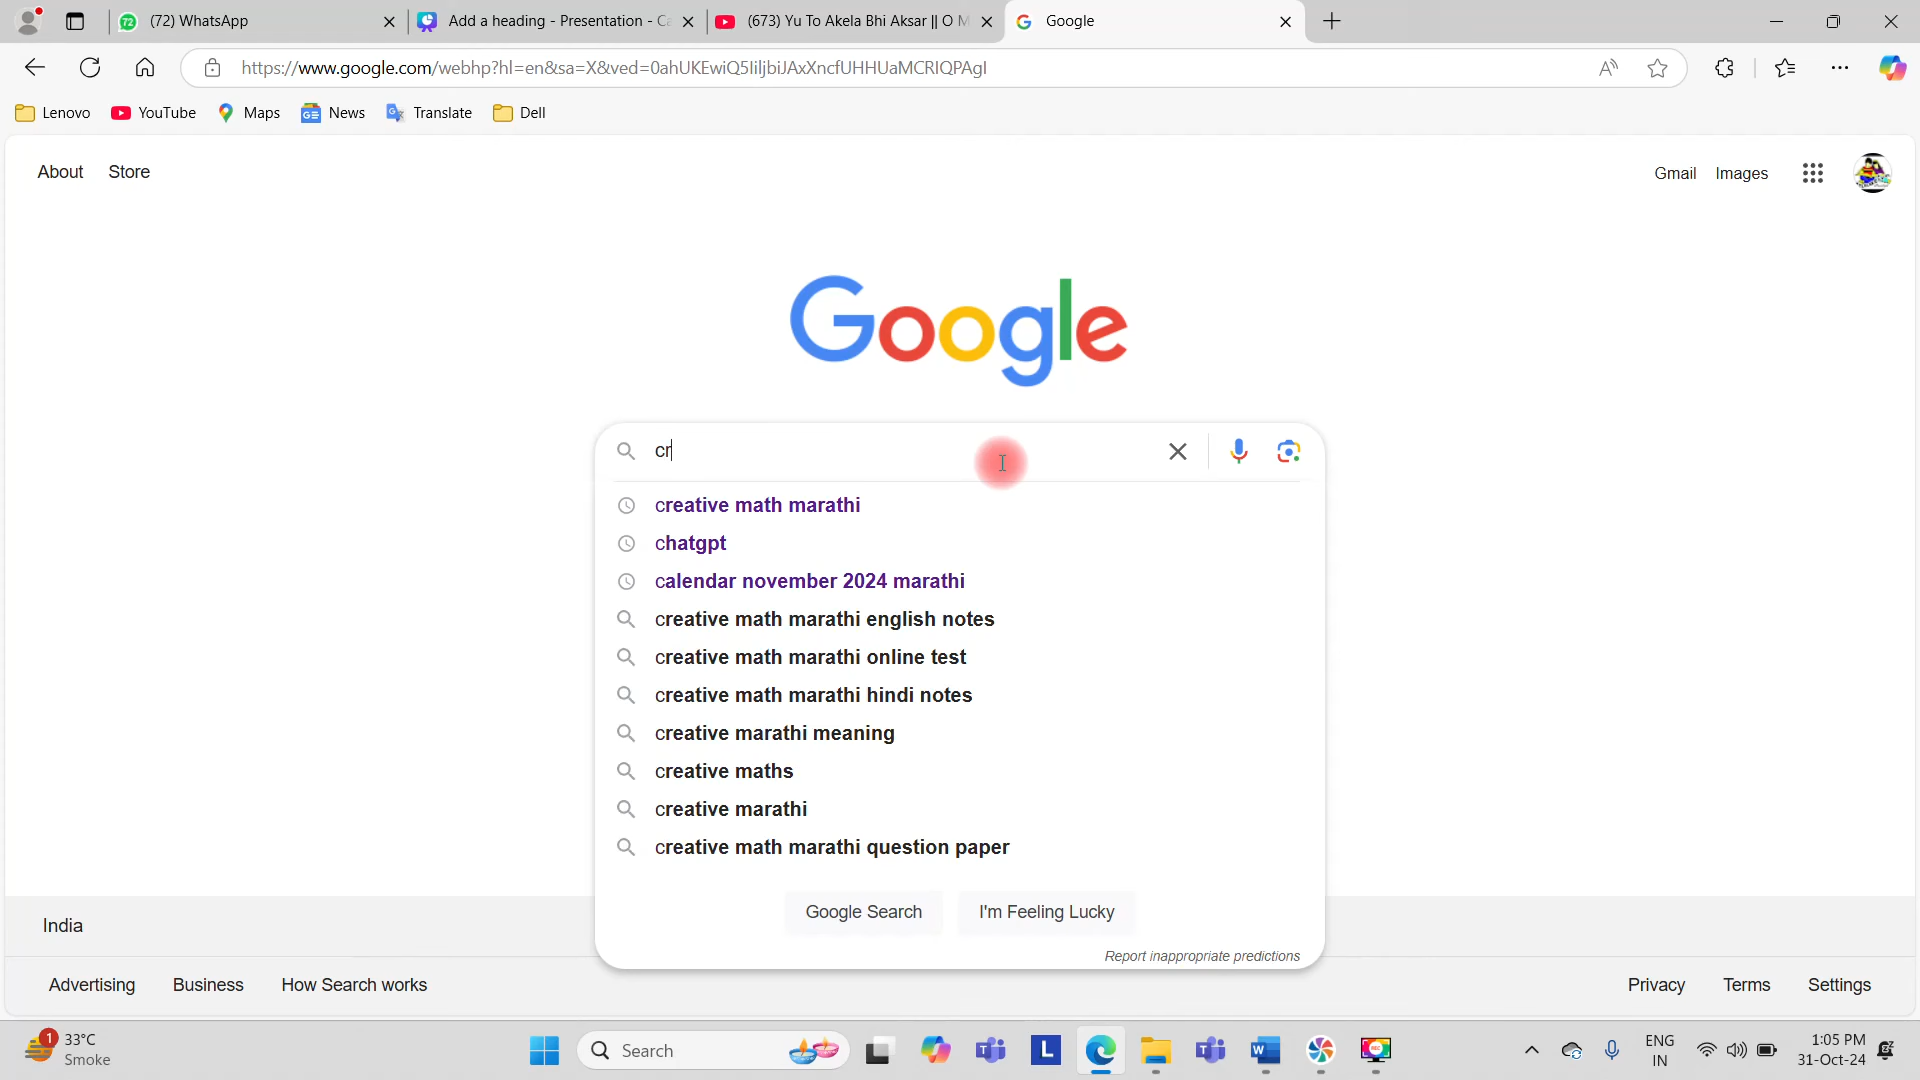 (72) WhatsApp
Add a heading - Presentation - Ca
(673) Yu To Akela Bhi Aksar || O M
Google
https://www.google.com/webhp?hl=en&sa=X&ved=0ahUKEwiQ5IiljbiJAxXncfUHHUaMCRIQPAgI
Lenovo
YouTube
Maps
News
Translate
Dell
About
Store
Gmail
Images
Google
cr
creative math marathi
chatgpt
calendar november 2024 marathi
creative math marathi english notes
creative math marathi online test
creative math marathi hindi notes
creative marathi meaning
creative maths
creative marathi
creative math marathi question paper
Google Search
I'm Feeling Lucky
Report inappropriate predictions
India
Advertising
Business
How Search works
Privacy
Terms
Settings
1
33°C
Smoke
Search
ENG
IN
1:05 PM
31-Oct-24